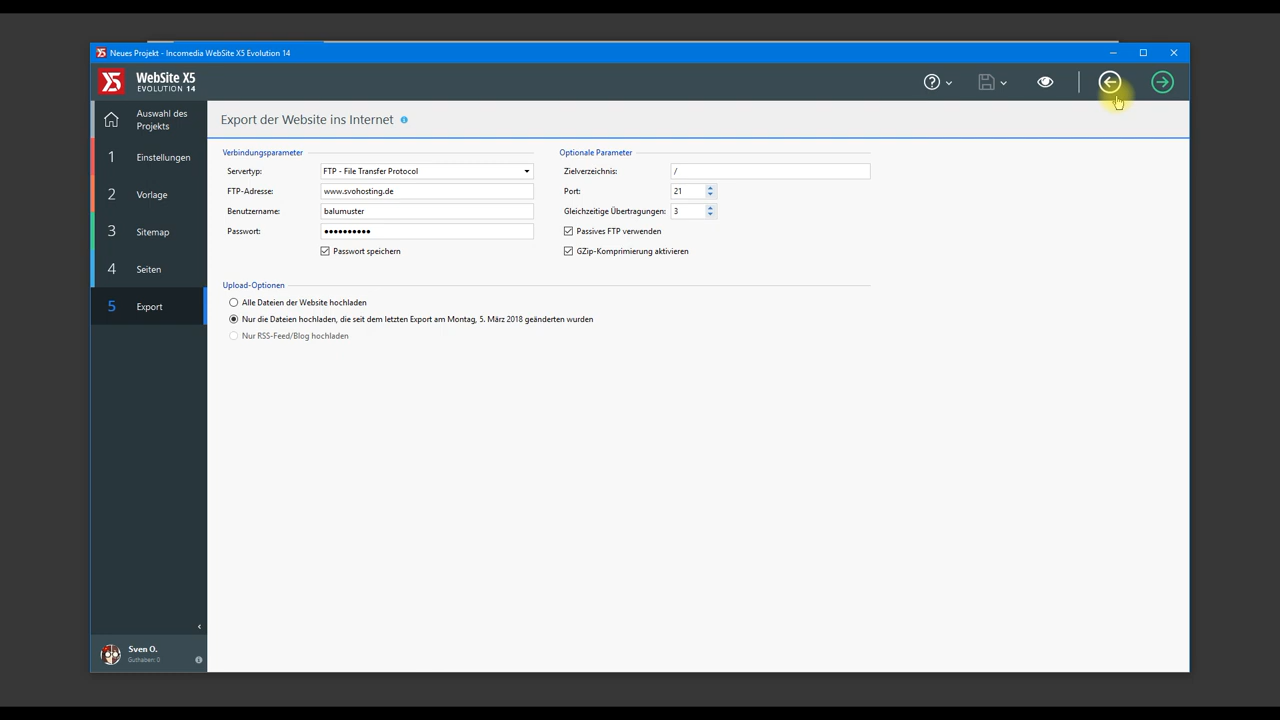 Neues Projekt - Incomedia WebSite X5 Evolution 14
X5
WebSite X5
EVOLUTION 14
Auswahl des
Projekts
1 Einstellungen
2 Vorlage
3 Sitemap
4 Seiten
5 Export
Sven O.
Guthaben: 0
Export der Website ins Internet
Verbindungsparameter
Servertyp: FTP - File Transfer Protocol
FTP-Adresse: www.svohosting.de
Benutzername: balumuster
Passwort: ●●●●●●●●●●
Passwort speichern
Optionale Parameter
Zielverzeichnis: /
Port: 21
Gleichzeitige Übertragungen: 3
Passives FTP verwenden
GZip-Komprimierung aktivieren
Upload-Optionen
Alle Dateien der Website hochladen
Nur die Dateien hochladen, die seit dem letzten Export am Montag, 5. März 2018 geänderten wurden
Nur RSS-Feed/Blog hochladen